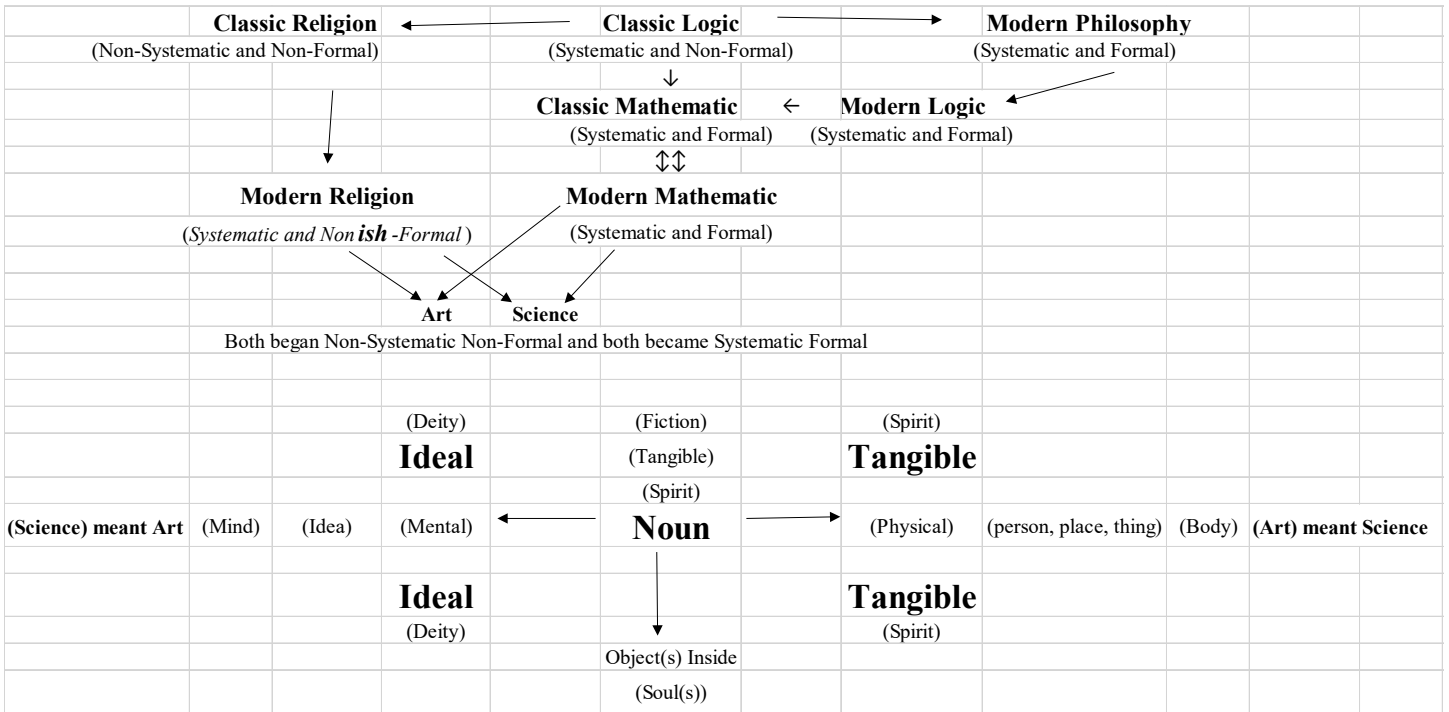 Classic Religion ← Classic Logic → Modern Philosophy
(Non-Systematic and Non-Formal) (Systematic and Non-Formal) (Systematic and Formal)
↓
Classic Mathematic ← Modern Logic
(Systematic and Formal) (Systematic and Formal)
↕↕
Modern Religion Modern Mathematic
(Systematic and Nonish -Formal ) (Systematic and Formal)
Art Science
Both began Non-Systematic Non-Formal and both became Systematic Formal
(Deity) (Fiction) (Spirit)
Ideal (Tangible) Tangible
(Spirit)
(Science) meant Art (Mind) (Idea) (Mental) Noun (Physical) (person, place, thing) (Body) (Art) meant Science
Ideal Tangible
(Deity) (Spirit)
Object(s) Inside
(Soul(s))